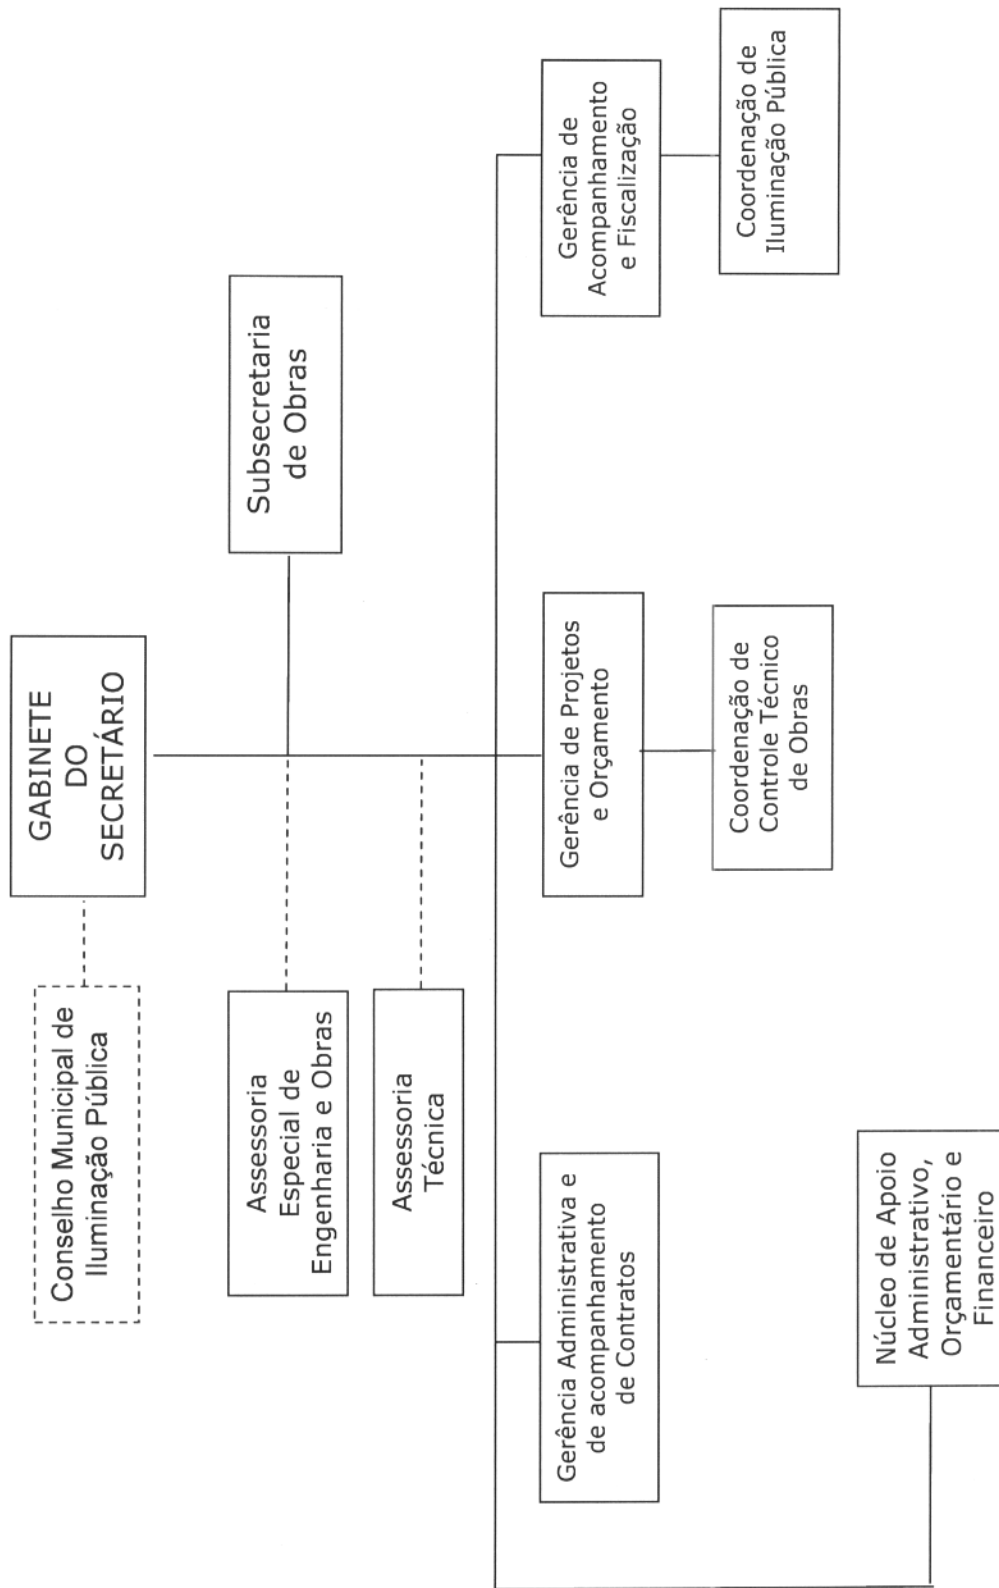 GABINETE
DO
SECRETÁRIO
Conselho Municipal de
Iluminação Pública
Subsecretaria
de Obras
Assessoria
Especial de
Engenharia e Obras
Assessoria
Técnica
Gerência Administrativa e
de acompanhamento
de Contratos
Gerência de Projetos
e Orçamento
Gerência de
Acompanhamento
e Fiscalização
Coordenação de
Controle Técnico
de Obras
Coordenação de
Iluminação Pública
Núcleo de Apoio
Administrativo,
Orçamentário e
Financeiro